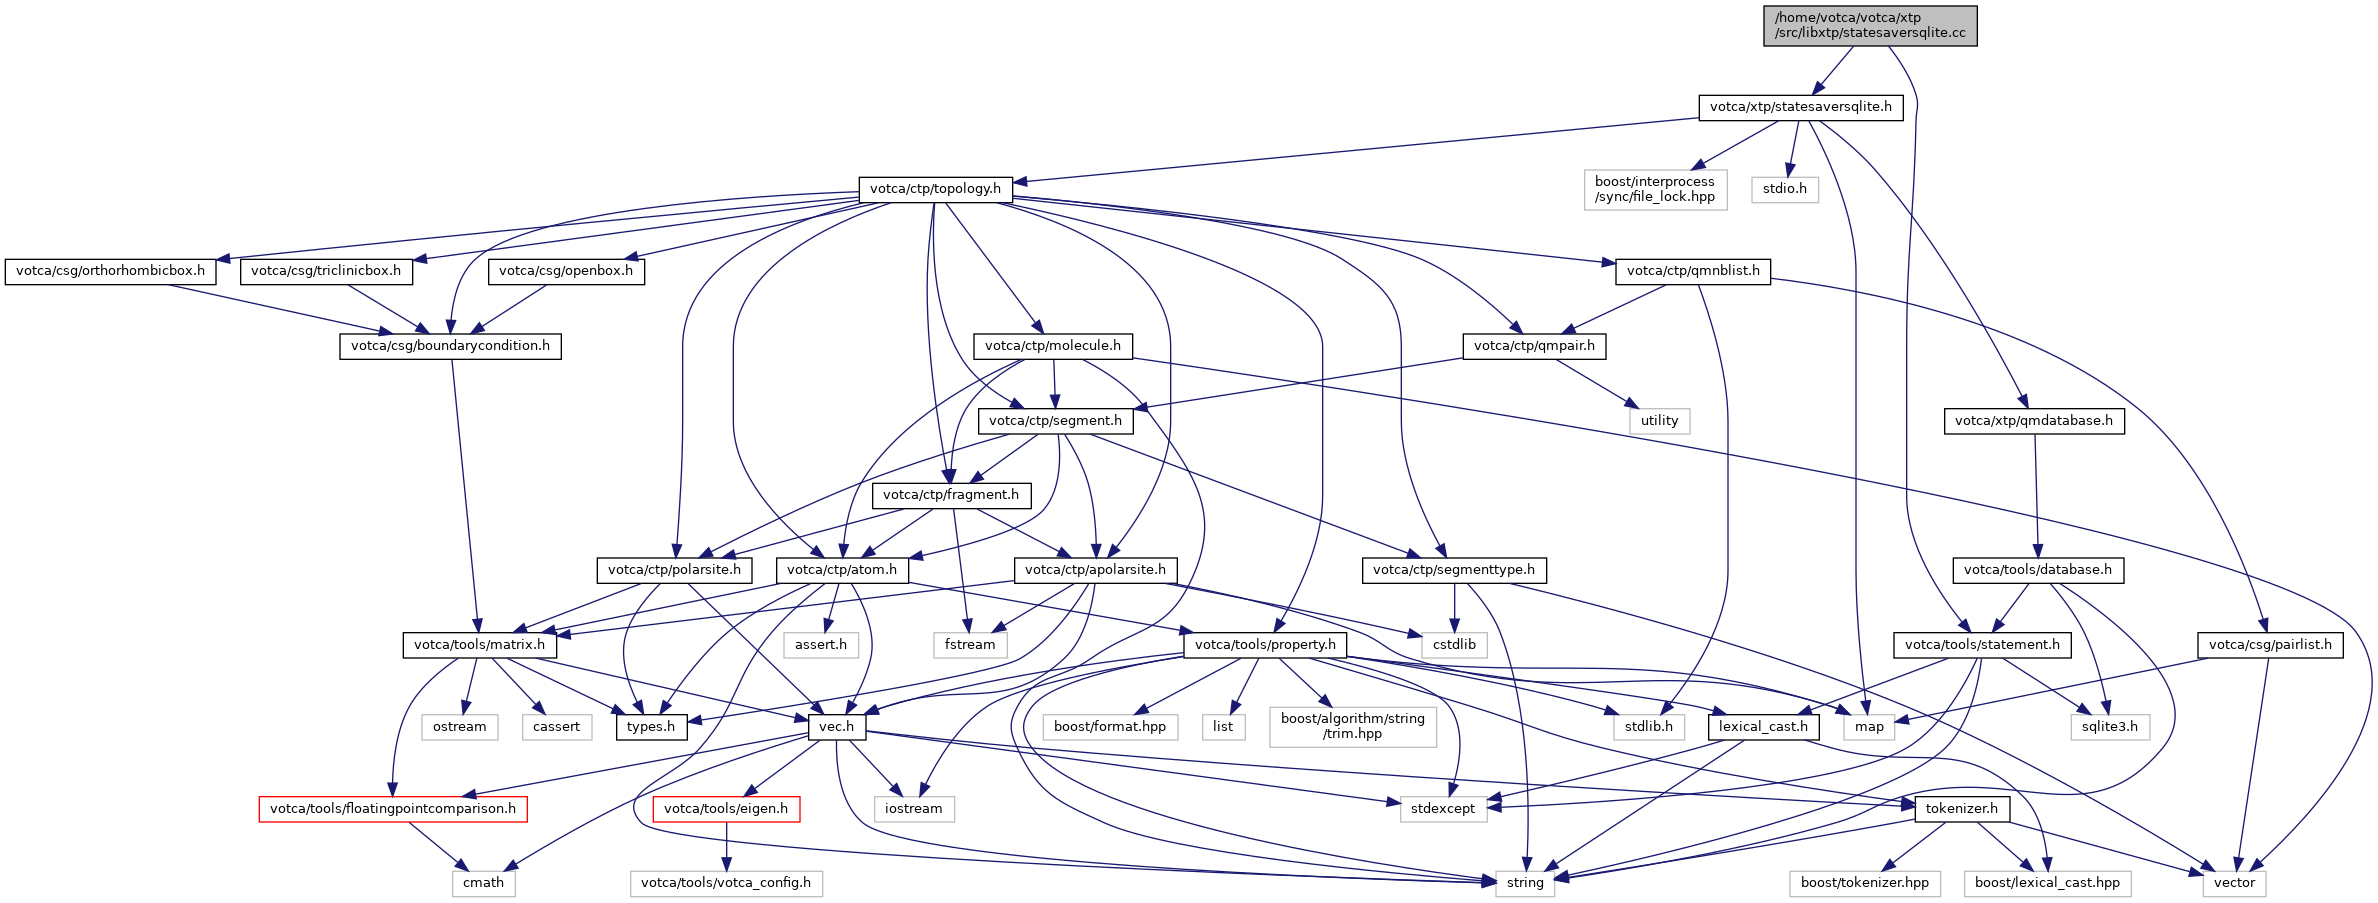 /home/votca/votca/xtp
/src/libxtp/statesaversqlite.cc
votca/xtp/statesaversqlite.h
votca/ctp/topology.h
boost/interprocess
/sync/file_lock.hpp
stdio.h
votca/csg/orthorhombicbox.h
votca/csg/triclinicbox.h
votca/csg/openbox.h
votca/ctp/qmnblist.h
votca/csg/boundarycondition.h
votca/ctp/molecule.h
votca/ctp/qmpair.h
votca/ctp/segment.h
utility
votca/xtp/qmdatabase.h
votca/ctp/fragment.h
votca/ctp/polarsite.h
votca/ctp/atom.h
votca/ctp/apolarsite.h
votca/ctp/segmenttype.h
votca/tools/database.h
votca/tools/matrix.h
assert.h
fstream
votca/tools/property.h
cstdlib
votca/tools/statement.h
votca/csg/pairlist.h
ostream
cassert
types.h
vec.h
boost/format.hpp
list
boost/algorithm/string
/trim.hpp
stdlib.h
lexical_cast.h
map
sqlite3.h
votca/tools/floatingpointcomparison.h
votca/tools/eigen.h
iostream
stdexcept
tokenizer.h
cmath
votca/tools/votca_config.h
string
boost/tokenizer.hpp
boost/lexical_cast.hpp
vector